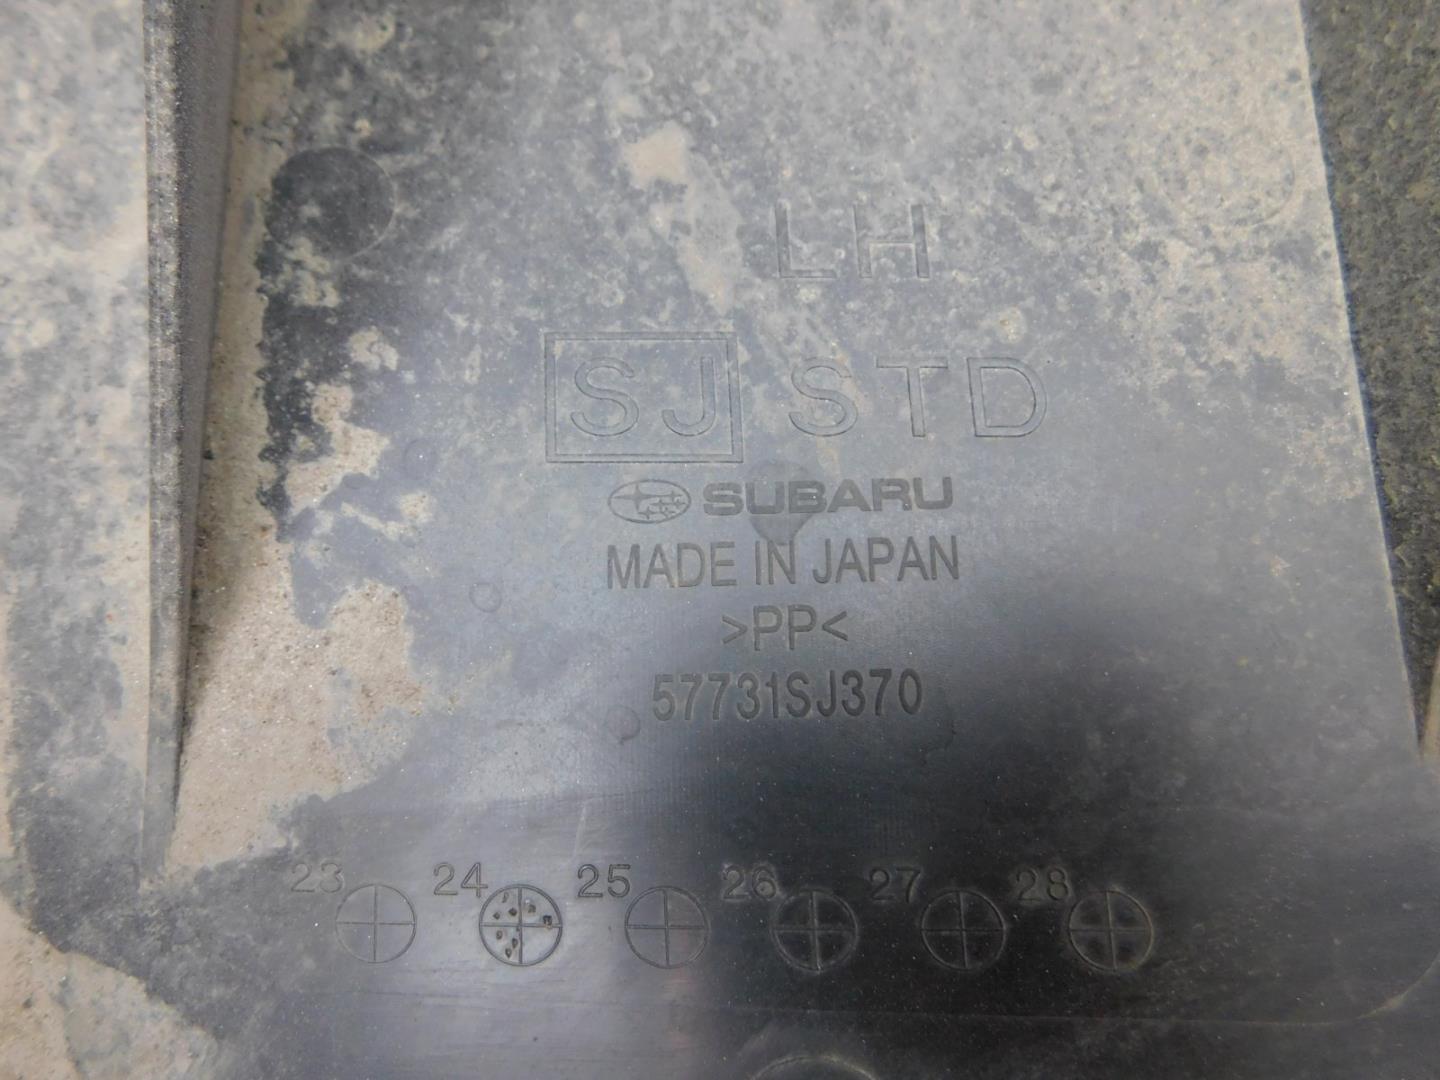 LH
SJ STD
SUBARU
MADE IN JAPAN
>PP<
57731SJ370
23 24 25 26 27 28